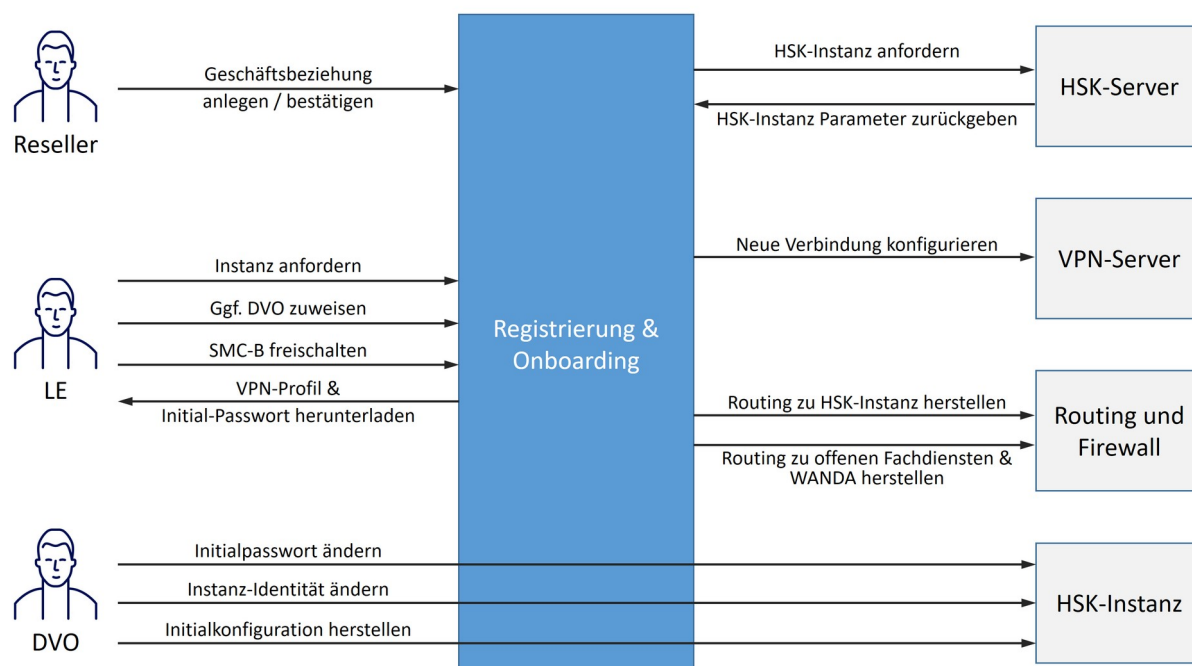 Geschäftsbeziehung
anlegen / bestätigen
Reseller
HSK-Instanz anfordern
HSK-Instanz Parameter zurückgeben
HSK-Server
Neue Verbindung konfigurieren
VPN-Server
Instanz anfordern
Ggf. DVO zuweisen
SMC-B freischalten
VPN-Profil &
Initial-Passwort herunterladen
LE
Registrierung &
Onboarding
Routing zu HSK-Instanz herstellen
Routing zu offenen Fachdiensten &
WANDA herstellen
Routing und
Firewall
Initialpasswort ändern
Instanz-Identität ändern
Initialkonfiguration herstellen
DVO
HSK-Instanz